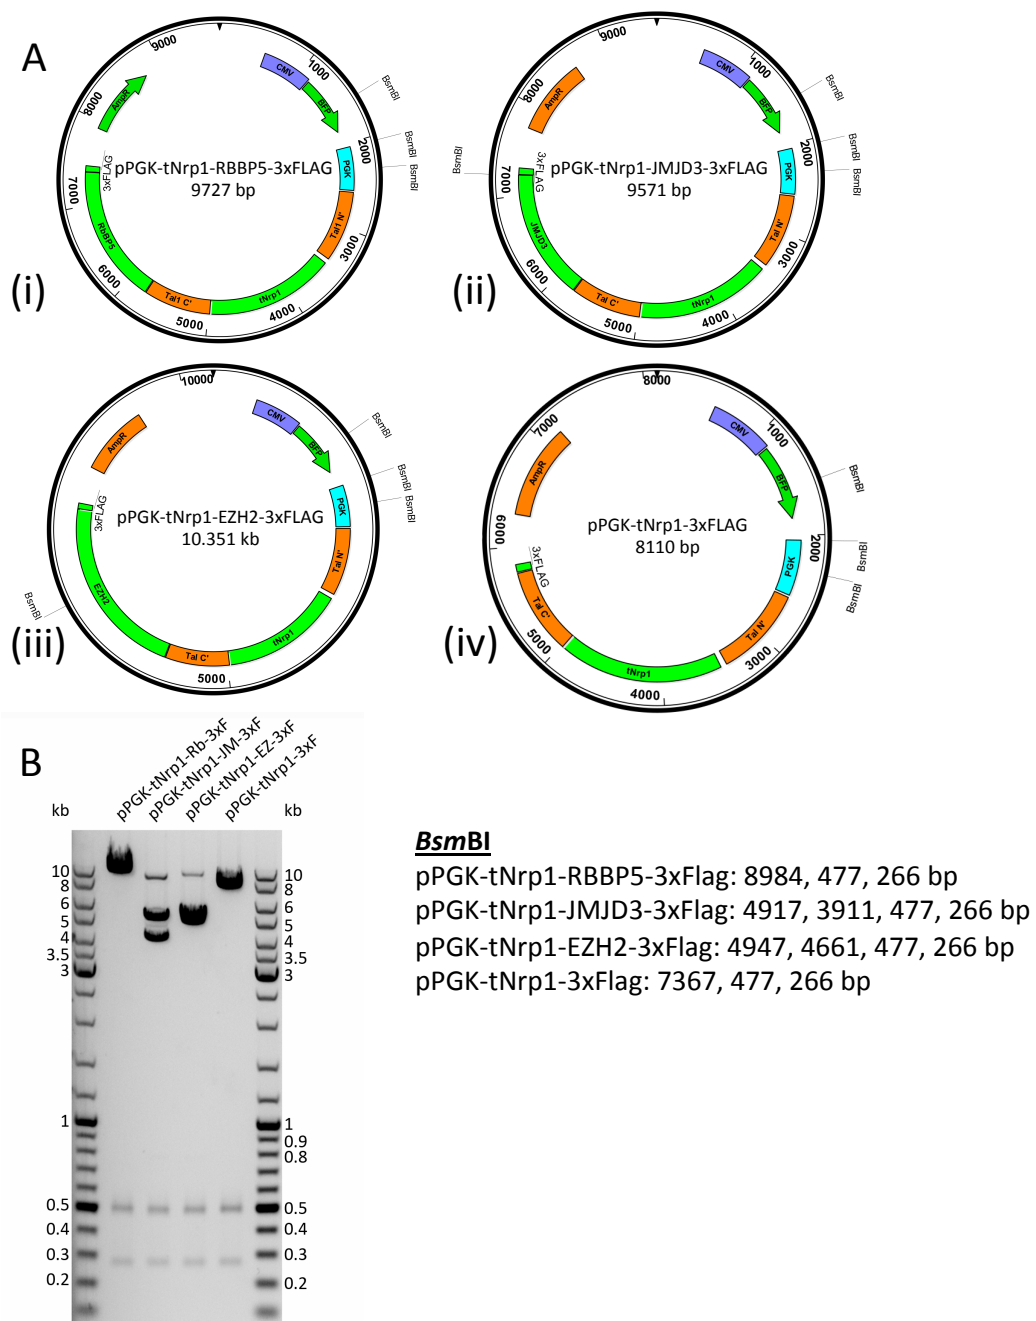 A
9000
1000
2000
3000
4000
5000
6000
7000
8000
CMV
BFP
PGK
Tal1 N'
tNrp1
Tal1 C'
RbBP5
3xFLAG
AmpR
BsmBI
BsmBI
BsmBI
pPGK-tNrp1-RBBP5-3xFLAG
9727 bp
(i)
9000
1000
2000
3000
4000
5000
6000
7000
8000
CMV
BFP
PGK
Tal N'
tNrp1
Tal C'
JMJD3
3xFLAG
AmpR
BsmBI
BsmBI
BsmBI
BsmBI
pPGK-tNrp1-JMJD3-3xFLAG
9571 bp
(ii)
10000
5000
CMV
BFP
PGK
Tal N'
tNrp1
Tal C'
EZH2
3xFLAG
AmpR
BsmBI
BsmBI
BsmBI
BsmBI
pPGK-tNrp1-EZH2-3xFLAG
10.351 kb
(iii)
8000
1000
2000
3000
4000
5000
6000
7000
CMV
BFP
PGK
Tal N'
tNrp1
Tal C'
3xFLAG
AmpR
BsmBI
BsmBI
BsmBI
pPGK-tNrp1-3xFLAG
8110 bp
(iv)
B
pPGK-tNrp1-Rb-3xF
pPGK-tNrp1-JM-3xF
pPGK-tNrp1-EZ-3xF
pPGK-tNrp1-3xF
kb
10
8
6
5
4
3.5
3
1
0.5
0.4
0.3
0.2
kb
10
8
6
5
4
3.5
3
1
0.9
0.8
0.5
0.4
0.3
0.2
BsmBI
pPGK-tNrp1-RBBP5-3xFlag: 8984, 477, 266 bp
pPGK-tNrp1-JMJD3-3xFlag: 4917, 3911, 477, 266 bp
pPGK-tNrp1-EZH2-3xFlag: 4947, 4661, 477, 266 bp
pPGK-tNrp1-3xFlag: 7367, 477, 266 bp